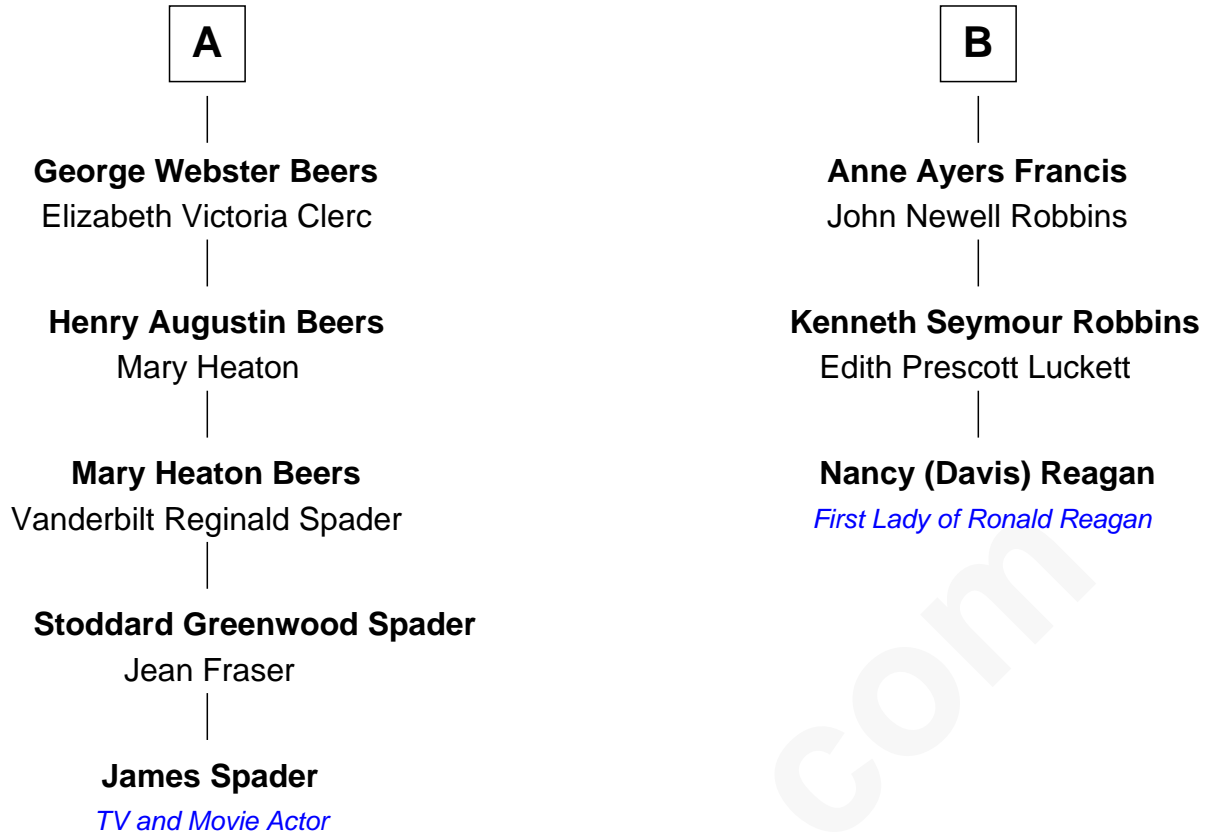 A
George Webster Beers
Elizabeth Victoria Clerc
Henry Augustin Beers
Mary Heaton
Mary Heaton Beers
Vanderbilt Reginald Spader
Stoddard Greenwood Spader
Jean Fraser
James Spader
TV and Movie Actor
B
Anne Ayers Francis
John Newell Robbins
Kenneth Seymour Robbins
Edith Prescott Luckett
Nancy (Davis) Reagan
First Lady of Ronald Reagan
com